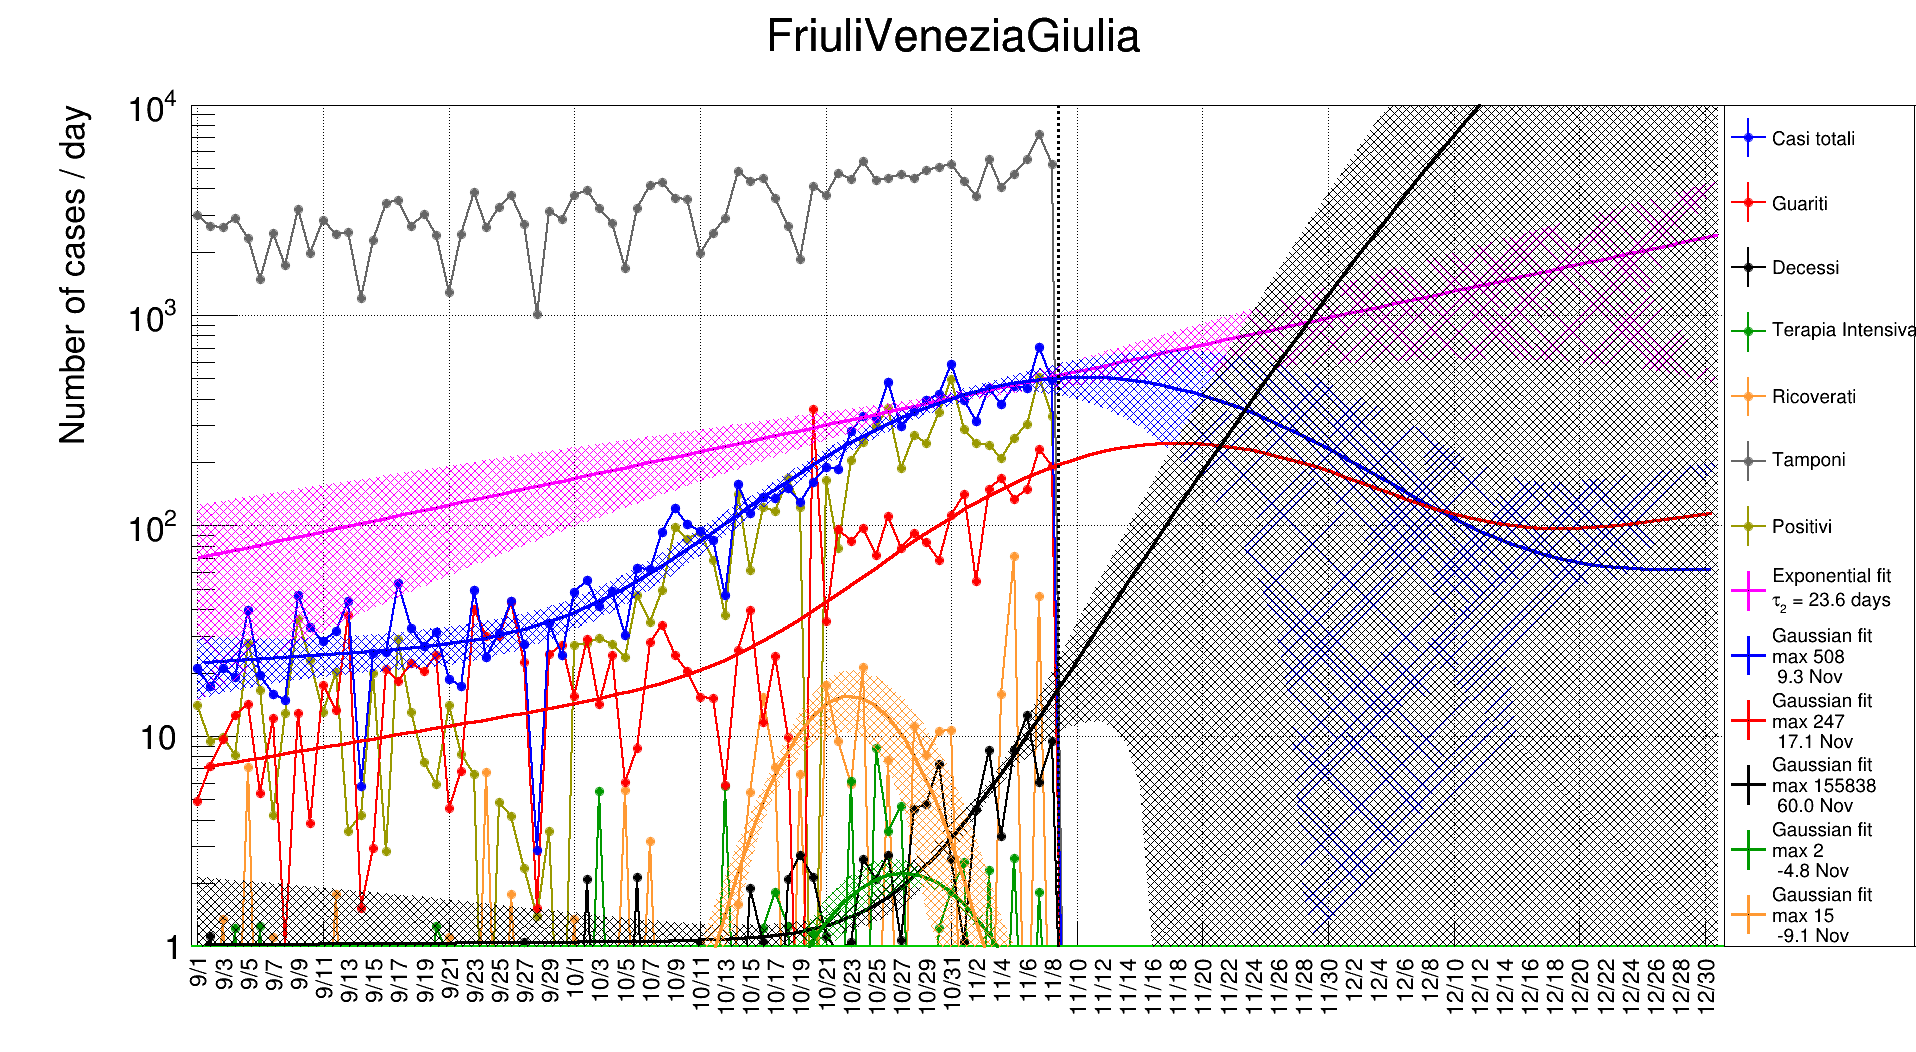 FriuliVeneziaGiulia
Number of cases / day
10^4
10^3
10^2
10
1
9/1 9/3 9/5 9/7 9/9 9/11 9/13 9/15 9/17 9/19 9/21 9/23 9/25 9/27 9/29 10/1 10/3 10/5 10/7 10/9 10/11 10/13 10/15 10/17 10/19 10/21 10/23 10/25 10/27 10/29 10/31 11/2 11/4 11/6 11/8 11/10 11/12 11/14 11/16 11/18 11/20 11/22 11/24 11/26 11/28 11/30 12/2 12/4 12/6 12/8 12/10 12/12 12/14 12/16 12/18 12/20 12/22 12/24 12/26 12/28 12/30
Casi totali
Guariti
Decessi
Terapia Intensiva
Ricoverati
Tamponi
Positivi
Exponential fit
τ₂ = 23.6 days
Gaussian fit
max 508
9.3 Nov
Gaussian fit
max 247
17.1 Nov
Gaussian fit
max 155838
60.0 Nov
Gaussian fit
max 2
-4.8 Nov
Gaussian fit
max 15
-9.1 Nov